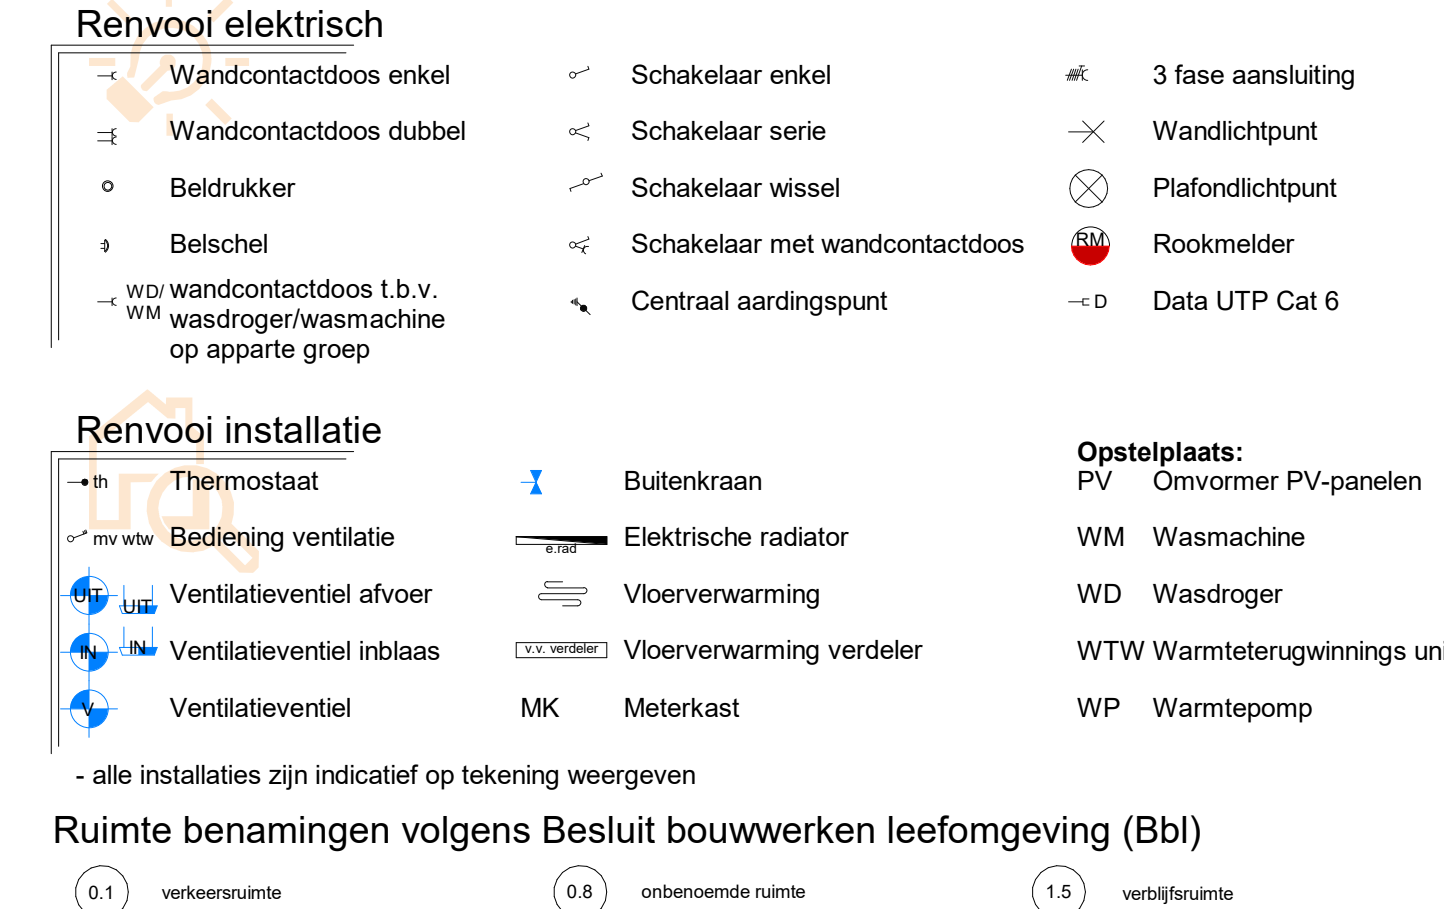 Renvooi elektrisch
Wandcontactdoos enkel
Wandcontactdoos dubbel
Beldrukker
Belschel
WD/ wandcontactdoos t.b.v.
WM wasdroger/wasmachine
op apparte groep
Schakelaar enkel
Schakelaar serie
Schakelaar wissel
Schakelaar met wandcontactdoos
Centraal aardingspunt
3 fase aansluiting
Wandlichtpunt
Plafondlichtpunt
RM Rookmelder
D Data UTP Cat 6
Renvooi installatie
th Thermostaat
mv wtw Bediening ventilatie
UIT UIT Ventilatieventiel afvoer
IN IN Ventilatieventiel inblaas
V Ventilatieventiel
Buitenkraan
e.rad Elektrische radiator
Vloerverwarming
v.v. verdeler Vloerverwarming verdeler
MK Meterkast
Opstelplaats:
PV Omvormer PV-panelen
WM Wasmachine
WD Wasdroger
WTW Warmteterugwinnings uni
WP Warmtepomp
- alle installaties zijn indicatief op tekening weergeven
Ruimte benamingen volgens Besluit bouwwerken leefomgeving (Bbl)
0.1 verkeersruimte
0.8 onbenoemde ruimte
1.5 verblijfsruimte